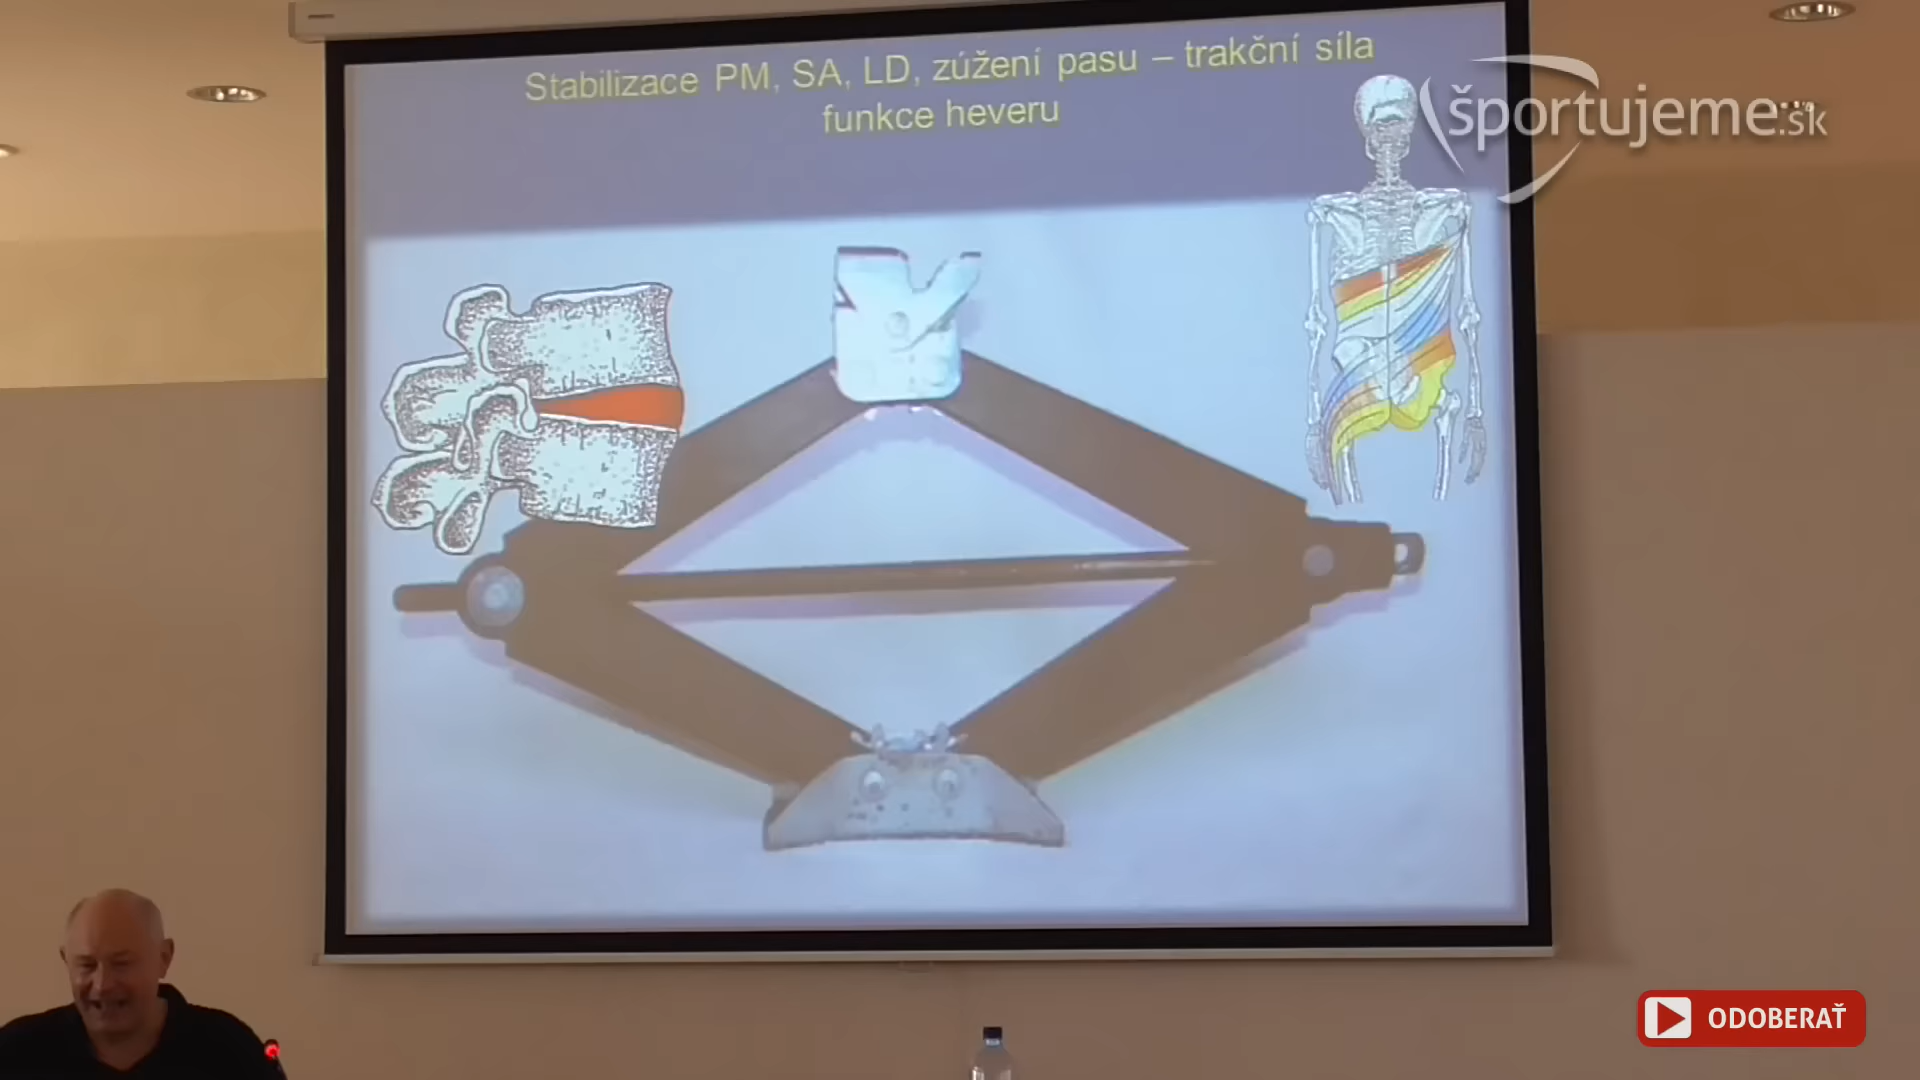 Stabilizace PM, SA, LD, zúžení pasu – trakční síla
funkce heveru
športujeme.sk
ODOBERAŤ